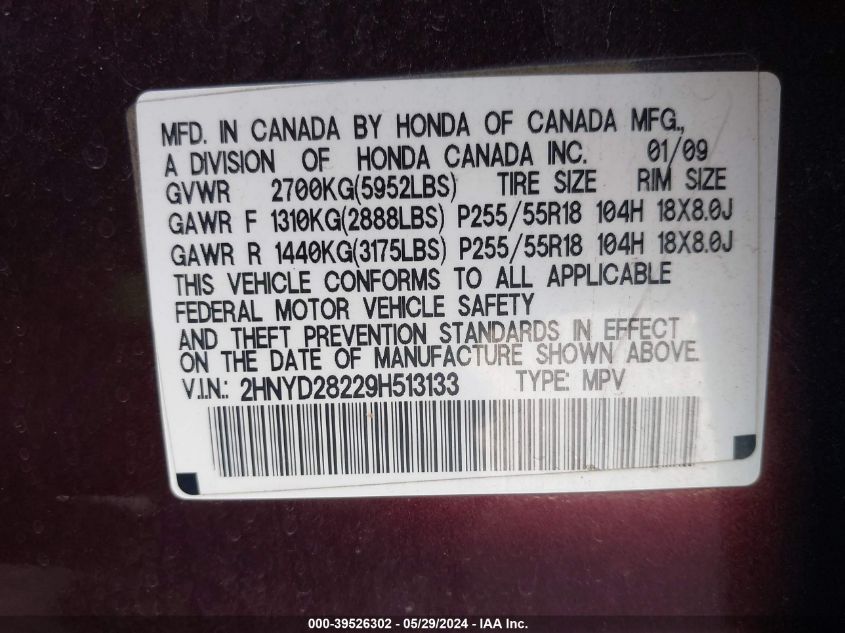 MFD. IN CANADA BY HONDA OF CANADA MFG.,
A DIVISION OF HONDA CANADA INC. 01/09
GVWR 2700KG(5952LBS) TIRE SIZE RIM SIZE
GAWR F 1310KG(2888LBS) P255/55R18 104H 18X8.0J
GAWR R 1440KG(3175LBS) P255/55R18 104H 18X8.0J
THIS VEHICLE CONFORMS TO ALL APPLICABLE
FEDERAL MOTOR VEHICLE SAFETY
AND THEFT PREVENTION STANDARDS IN EFFECT
ON THE DATE OF MANUFACTURE SHOWN ABOVE.
V.I.N.: 2HNYD28229H513133 TYPE: MPV
000-39526302 - 05/29/2024 - IAA Inc.